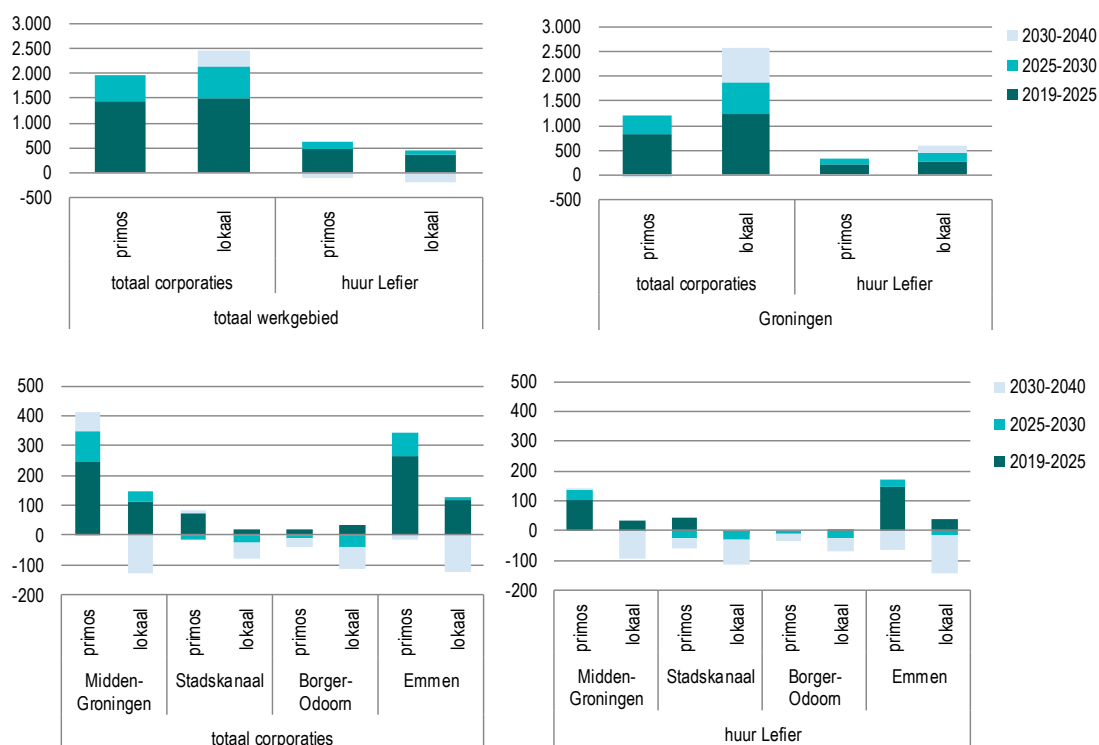 3.000
2.500
2.000
1.500
1.000
500
0
-500
primos
lokaal
primos
lokaal
totaal corporaties
huur Lefier
totaal werkgebied
3.000
2.500
2.000
1.500
1.000
500
0
-500
primos
lokaal
primos
lokaal
totaal corporaties
huur Lefier
Groningen
2030-2040
2025-2030
2019-2025
500
400
300
200
100
0
-100
-200
primos
lokaal
primos
lokaal
primos
lokaal
primos
lokaal
Midden-
Groningen
Stadskanaal
Borger-
Odoorn
Emmen
totaal corporaties
500
400
300
200
100
0
-100
-200
primos
lokaal
primos
lokaal
primos
lokaal
primos
lokaal
Midden-
Groningen
Stadskanaal
Borger-
Odoorn
Emmen
huur Lefier
2030-2040
2025-2030
2019-2025